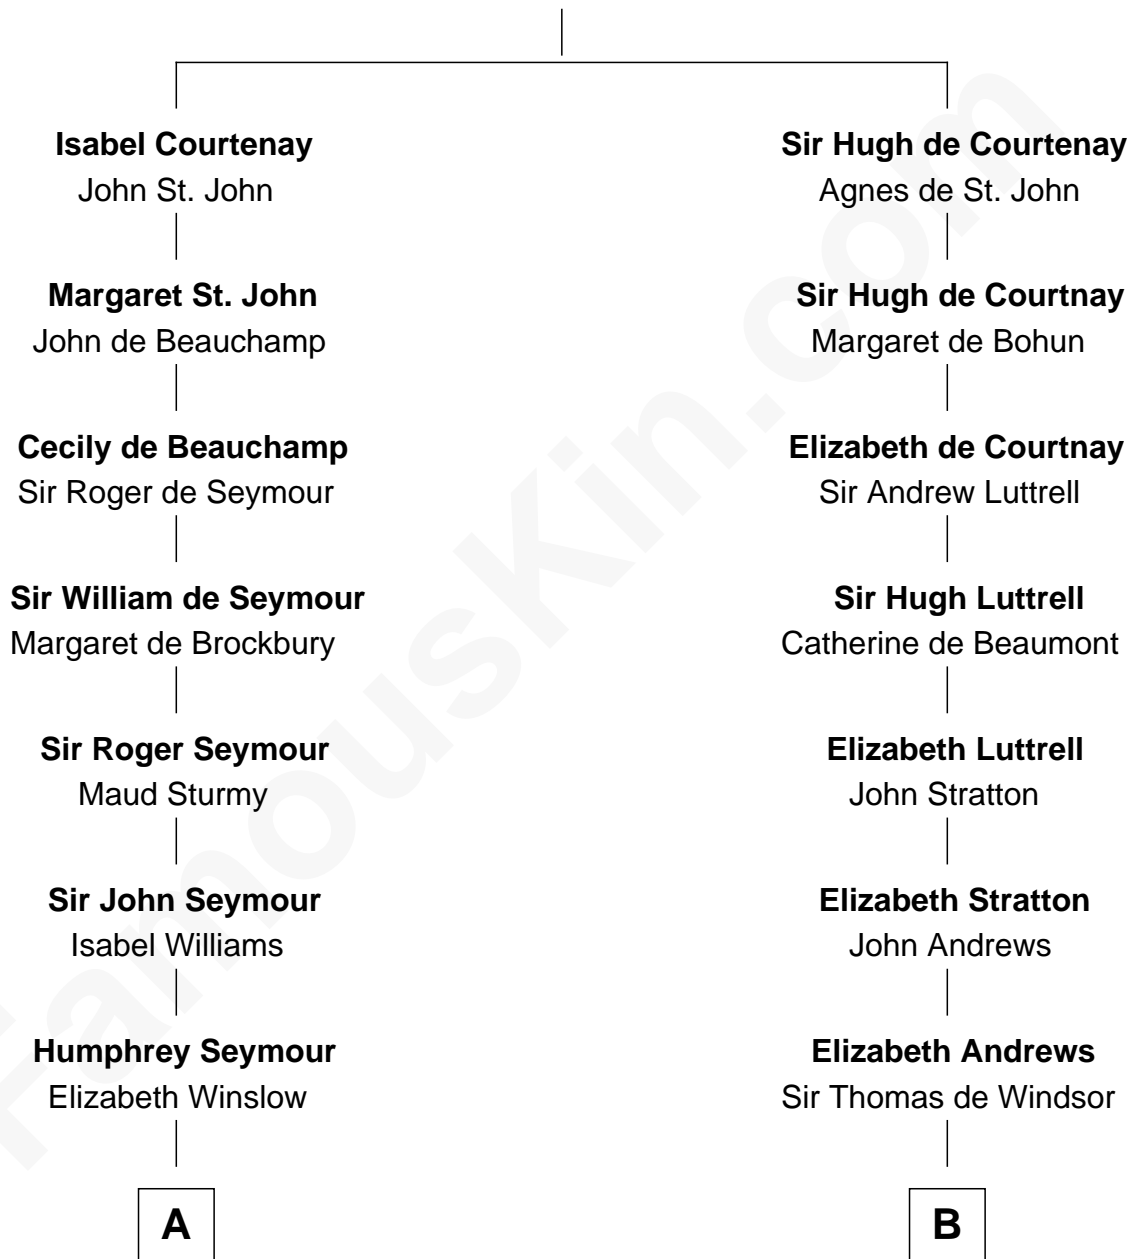 Isabel Courtenay
John St. John
Margaret St. John
John de Beauchamp
Cecily de Beauchamp
Sir Roger de Seymour
Sir William de Seymour
Margaret de Brockbury
Sir Roger Seymour
Maud Sturmy
Sir John Seymour
Isabel Williams
Humphrey Seymour
Elizabeth Winslow
A
Sir Hugh de Courtenay
Agnes de St. John
Sir Hugh de Courtnay
Margaret de Bohun
Elizabeth de Courtnay
Sir Andrew Luttrell
Sir Hugh Luttrell
Catherine de Beaumont
Elizabeth Luttrell
John Stratton
Elizabeth Stratton
John Andrews
Elizabeth Andrews
Sir Thomas de Windsor
B
FamousKin.com